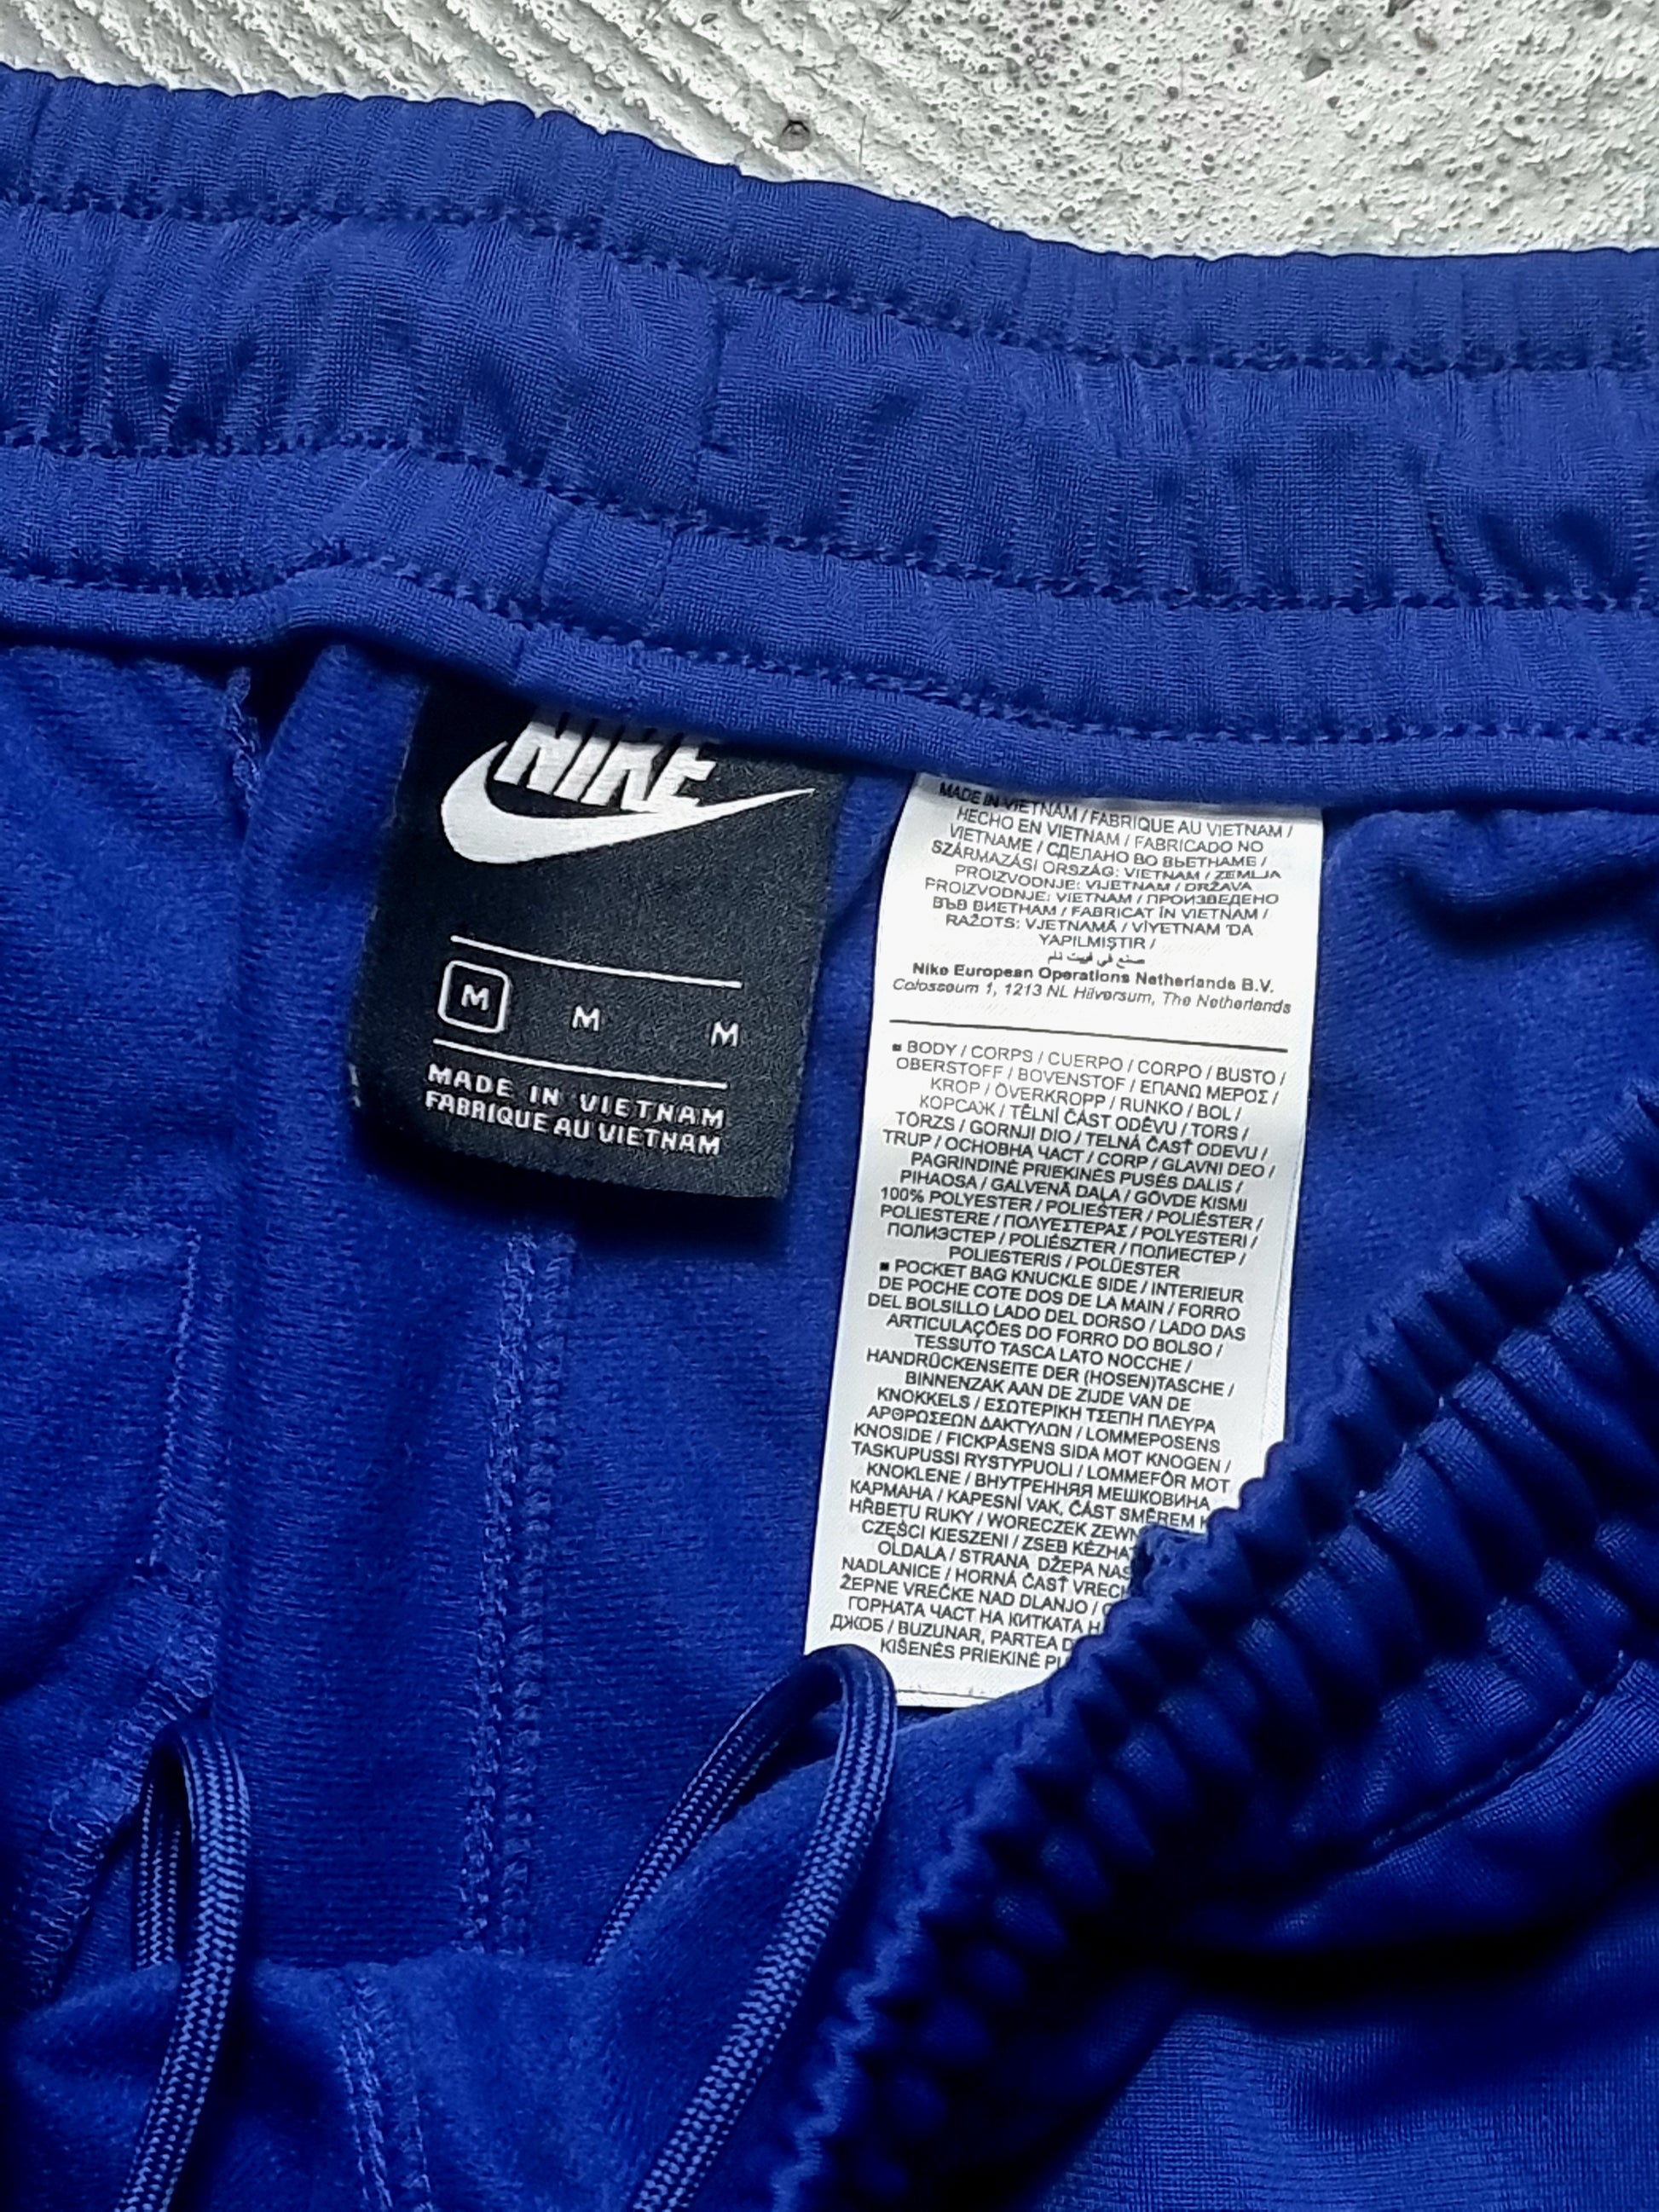 NIKE
M M M
MADE IN VIETNAM
FABRIQUE AU VIETNAM
MADE IN VIETNAM / FABRIQUE AU VIETNAM /
HECHO EN VIETNAM / FABRICADO NO
VIETNAME / СДЕЛАНО ВО ВЬЕТНАМЕ /
SZÁRMAZÁSI ORSZÁG: VIETNAM / ZEMLJA
PROIZVODNJE: VIJETNAM / DRŽAVA
PROIZVODNJE: VIETNAM / ПРОИЗВЕДЕНО
ВЪВ ВИЕТНАМ / FABRICAT ÎN VIETNAM /
RAŽOTS: VJETNAMĀ / VİYETNAM 'DA
YAPILMIŞTIR /
صنع في فييت نام
Nike European Operations Netherlands B.V.
Colosseum 1, 1213 NL Hilversum, The Netherlands
■ BODY / CORPS / CUERPO / CORPO / BUSTO /
OBERSTOFF / BOVENSTOF / ΕΠΑΝΩ ΜΕΡΟΣ /
KROP / ÖVERKROPP / RUNKO / BOL /
КОРСАЖ / TĚLNÍ ČÁST ODĚVU / TORS /
TÖRZS / GORNJI DIO / TELNÁ ČASŤ ODEVU /
TRUP / ОСНОВНА ЧАСТ / CORP / GLAVNI DEO /
PAGRINDINĖ PRIEKINĖS PUSĖS DALIS /
PIHAOSA / GALVENĀ DAĻA / GÖVDE KISMI
100% POLYESTER / POLIEŠTER / POLIÉSTER /
POLIESTERE / ΠΟΛΥΕΣΤΕΡΑΣ / POLYESTERI /
ПОЛИЭСТЕР / POLIÉSZTER / ПОЛИЕСТЕР /
POLIESTERIS / POLÜESTER
■ POCKET BAG KNUCKLE SIDE / INTERIEUR
DE POCHE COTE DOS DE LA MAIN / FORRO
DEL BOLSILLO LADO DEL DORSO / LADO DAS
ARTICULAÇÕES DO FORRO DO BOLSO /
TESSUTO TASCA LATO NOCCHE /
HANDRÜCKENSEITE DER (HOSEN)TASCHE /
BINNENZAK AAN DE ZIJDE VAN DE
KNOKKELS / ΕΣΩΤΕΡΙΚΗ ΤΣΕΠΗ ΠΛΕΥΡΑ
ΑΡΘΡΩΣΕΩΝ ΔΑΚΤΥΛΩΝ / LOMMEPOSENS
KNOSIDE / FICKPÅSENS SIDA MOT KNOGEN /
TASKUPUSSI RYSTYPUOLI / LOMMEFÔR MOT
KNOKLENE / ВНУТРЕННЯЯ МЕШКОВИНА
КАРМАНА / KAPESNÍ VAK, ČÁST SMĚREM K
HŘBETU RUKY / WORECZEK ZEWN
CZĘŚCI KIESZENI / ZSEB KÉZHÁ
OLDALA / STRANA DŽEPA NAS
NADLANICE / HORNÁ ČASŤ VREC
ŽEPNE VREČKE NAD DLANJO /
ГОРНАТА ЧАСТ НА КИТКАТА Н
ДЖОБ / BUZUNAR, PARTEA D
KIŠENĖS PRIEKINĖ PU